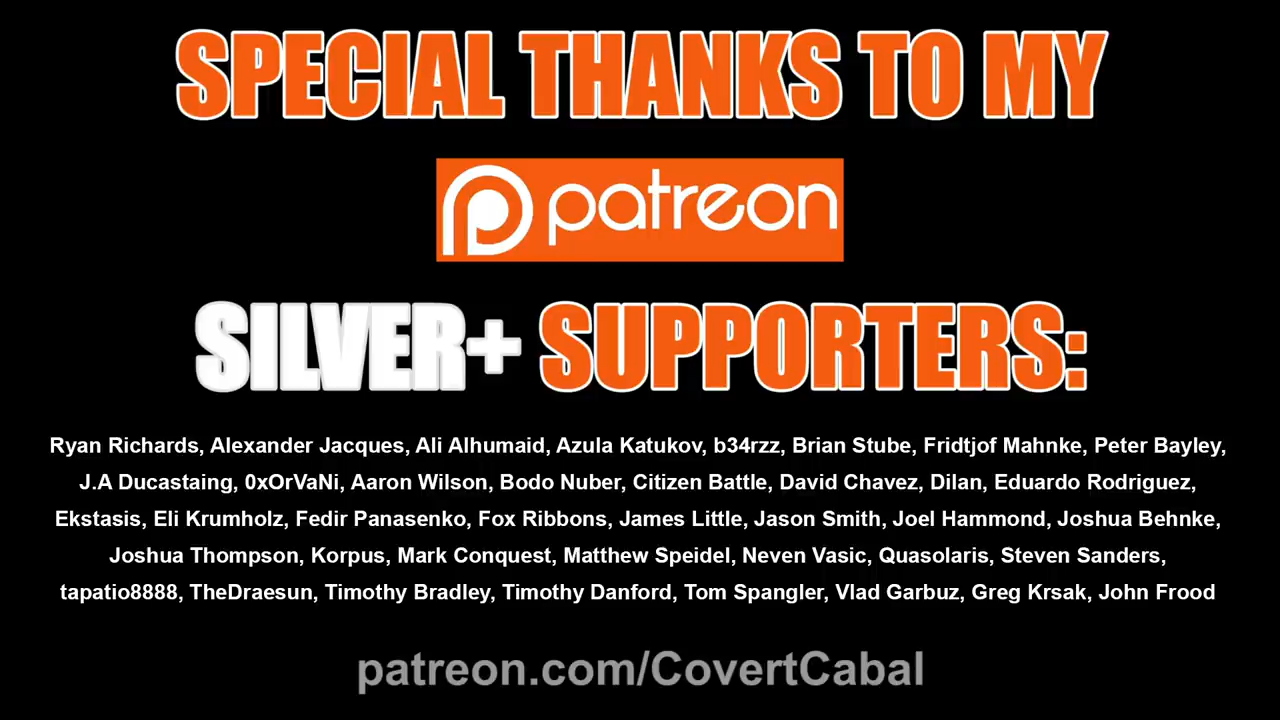 SPECIAL THANKS TO MY
patreon
SILVER+ SUPPORTERS:
Ryan Richards, Alexander Jacques, Ali Alhumaid, Azula Katukov, b34rzz, Brian Stube, Fridtjof Mahnke, Peter Bayley,
J.A Ducastaing, 0xOrVaNi, Aaron Wilson, Bodo Nuber, Citizen Battle, David Chavez, Dilan, Eduardo Rodriguez,
Ekstasis, Eli Krumholz, Fedir Panasenko, Fox Ribbons, James Little, Jason Smith, Joel Hammond, Joshua Behnke,
Joshua Thompson, Korpus, Mark Conquest, Matthew Speidel, Neven Vasic, Quasolaris, Steven Sanders,
tapatio8888, TheDraesun, Timothy Bradley, Timothy Danford, Tom Spangler, Vlad Garbuz, Greg Krsak, John Frood
patreon.com/CovertCabal